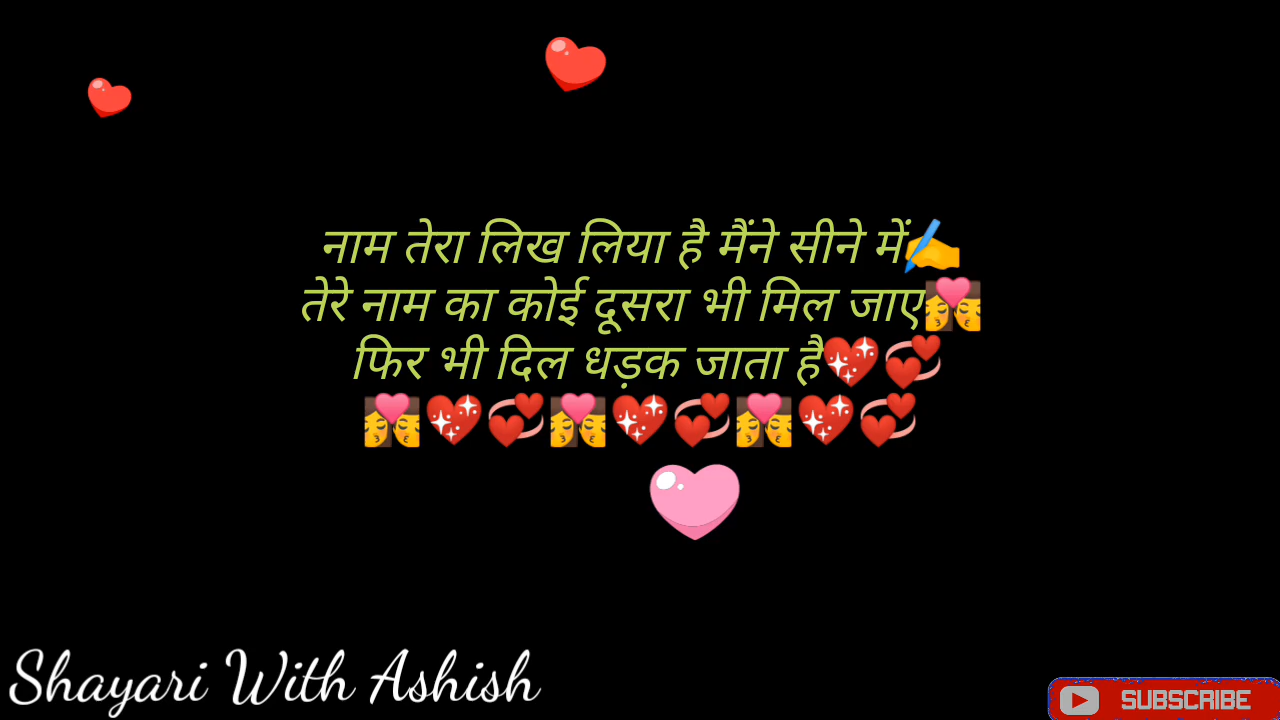 नाम तेरा लिख लिया है मैंने सीने में✍️
तेरे नाम का कोई दूसरा भी मिल जाए💏
फिर भी दिल धड़क जाता है💖💞
💏💖💞💏💖💞💏💖💞
Shayari With Ashish
SUBSCRIBE